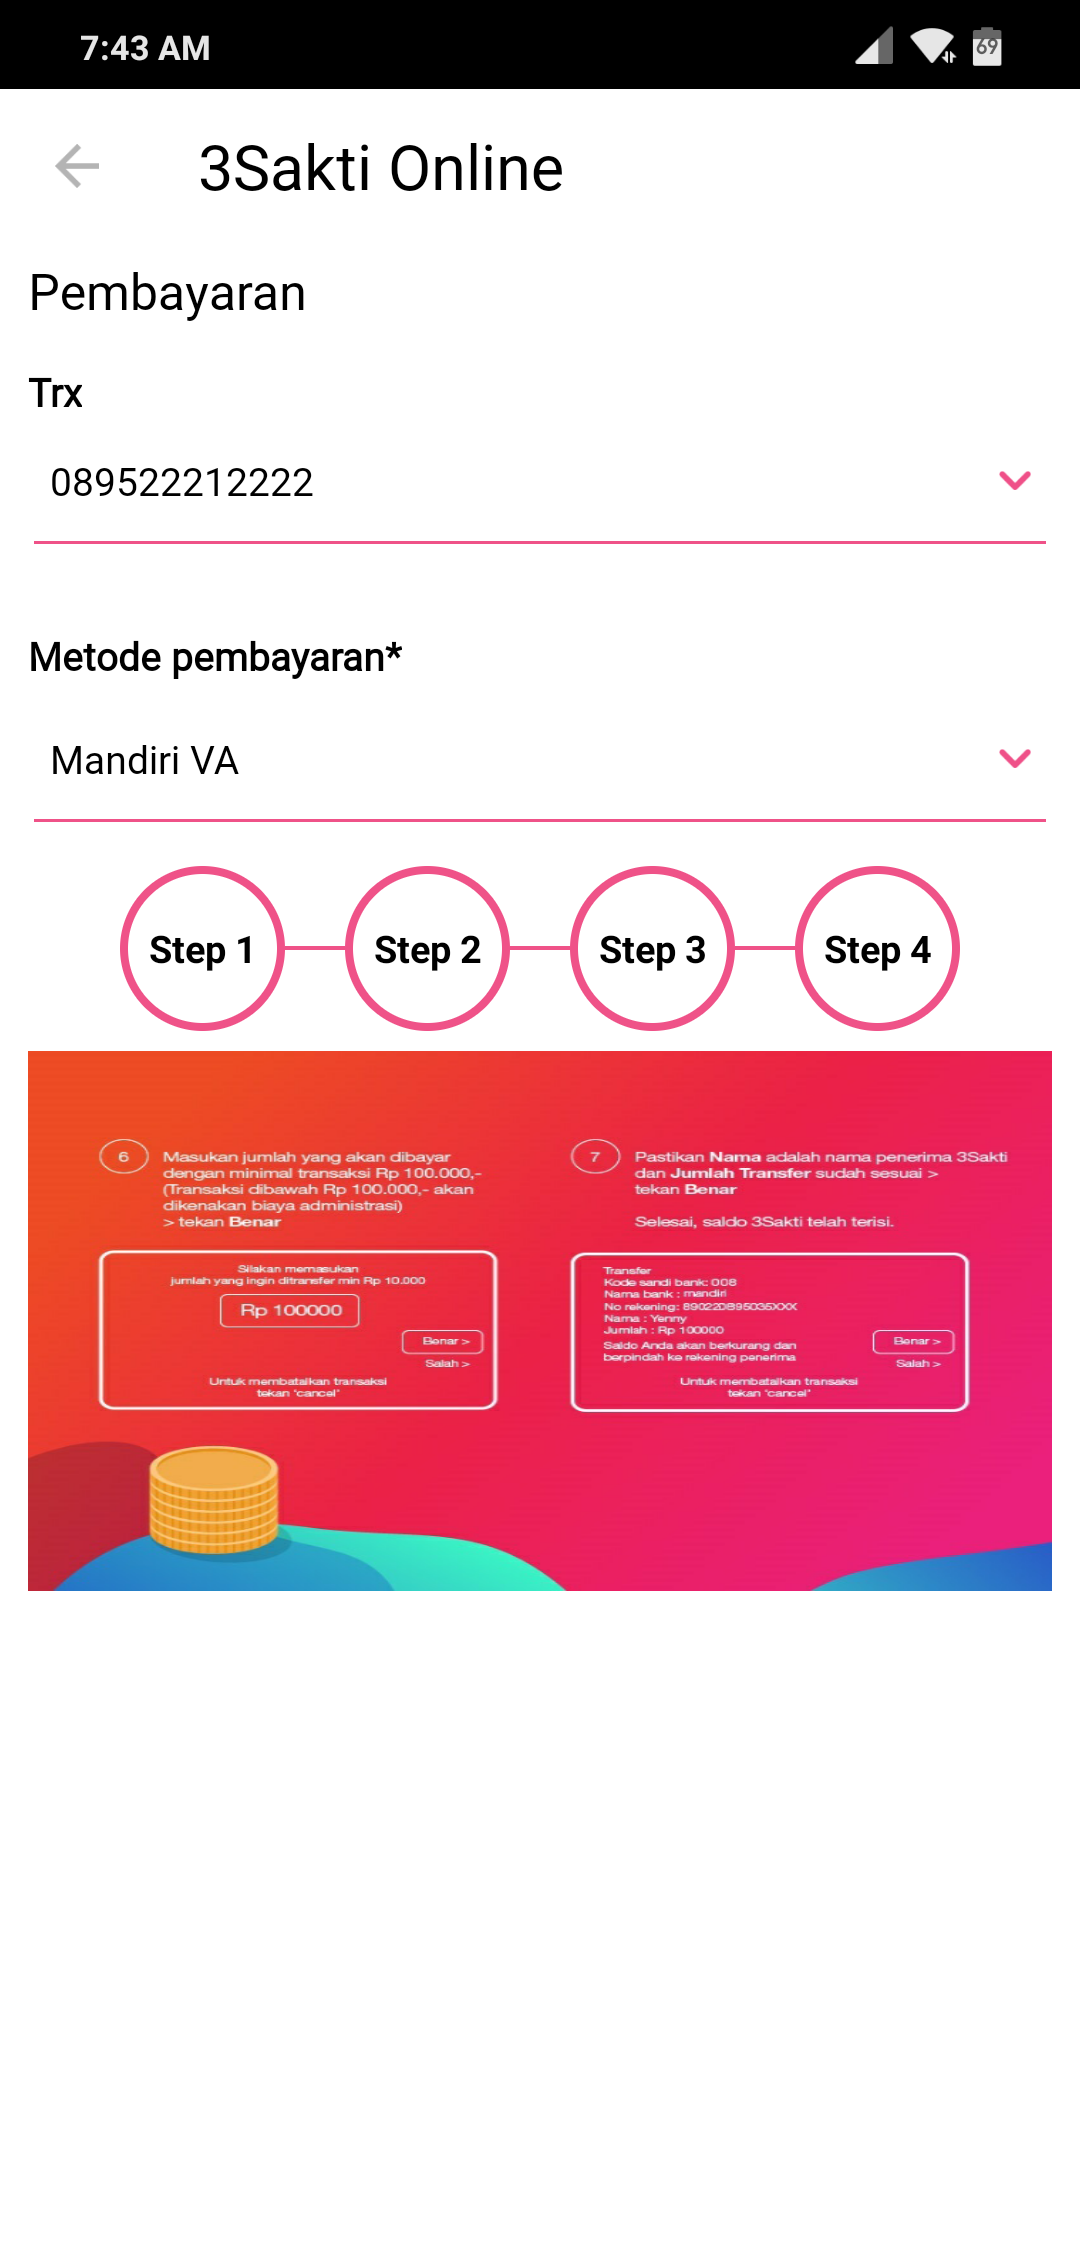 7:43 AM
69
3Sakti Online
Pembayaran
Trx
089522212222
Metode pembayaran*
Mandiri VA
Step 1
Step 2
Step 3
Step 4
6
Masukan jumlah yang akan dibayar
dengan minimal transaksi Rp 100.000,-
(Transaksi dibawah Rp 100.000,- akan
dikenakan biaya administrasi)
> tekan Benar
Silakan memasukan
jumlah yang ingin ditransfer min Rp 10.000
Rp 100000
Benar >
Salah >
Untuk membatalkan transaksi
tekan "cancel"
7
Pastikan Nama adalah nama penerima 3Sakti
dan Jumlah Transfer sudah sesuai >
tekan Benar
Selesai, saldo 3Sakti telah terisi.
Transfer
Kode sandi bank: 008
Nama bank : mandiri
No rekening: 890220895035XXX
Nama : Yenny
Jumlah : Rp 100000
Saldo Anda akan berkurang dan
berpindah ke rekening penerima
Benar >
Salah >
Untuk membatalkan transaksi
tekan "cancel"